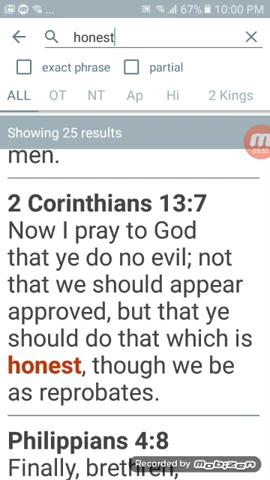 67% 10:00 PM
honest
exact phrase partial
ALL OT NT Ap Hi 2 Kings
Showing 25 results
men.
2 Corinthians 13:7
Now I pray to God
that ye do no evil; not
that we should appear
approved, but that ye
should do that which is
honest, though we be
as reprobates.
Philippians 4:8
Finally, brethren,
Recorded by mobizen